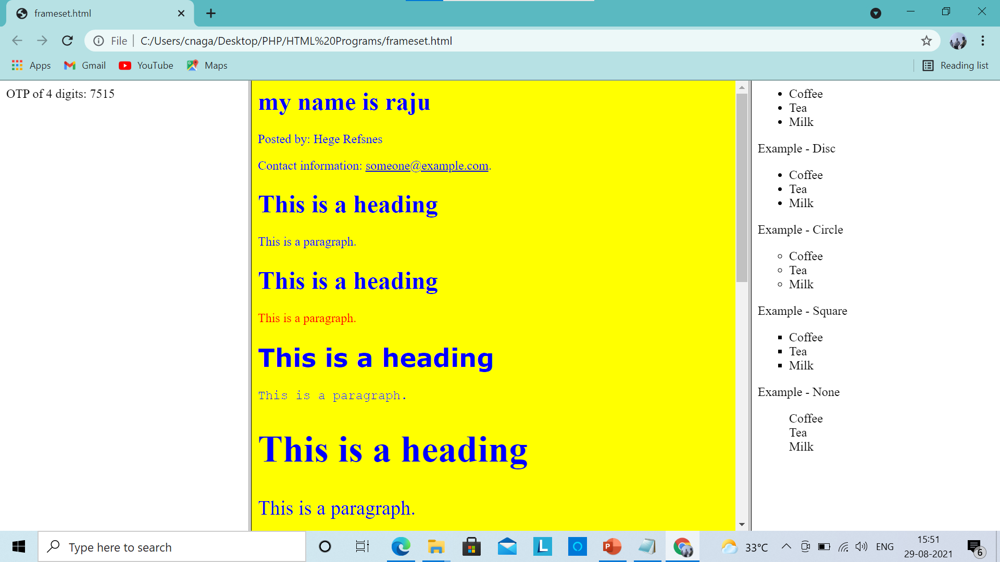 frameset.html
File
C:/Users/cnaga/Desktop/PHP/HTML%20Programs/frameset.html
Apps
Gmail
YouTube
Maps
Reading list
OTP of 4 digits: 7515
my name is raju
Posted by: Hege Refsnes
Contact information: someone@example.com.
This is a heading
This is a paragraph.
This is a heading
This is a paragraph.
This is a heading
This is a paragraph.
This is a heading
This is a paragraph.
Coffee
Tea
Milk
Example - Disc
Coffee
Tea
Milk
Example - Circle
Coffee
Tea
Milk
Example - Square
Coffee
Tea
Milk
Example - None
Coffee
Tea
Milk
Type here to search
L
O
P
33°C
ENG
15:51
29-08-2021
6